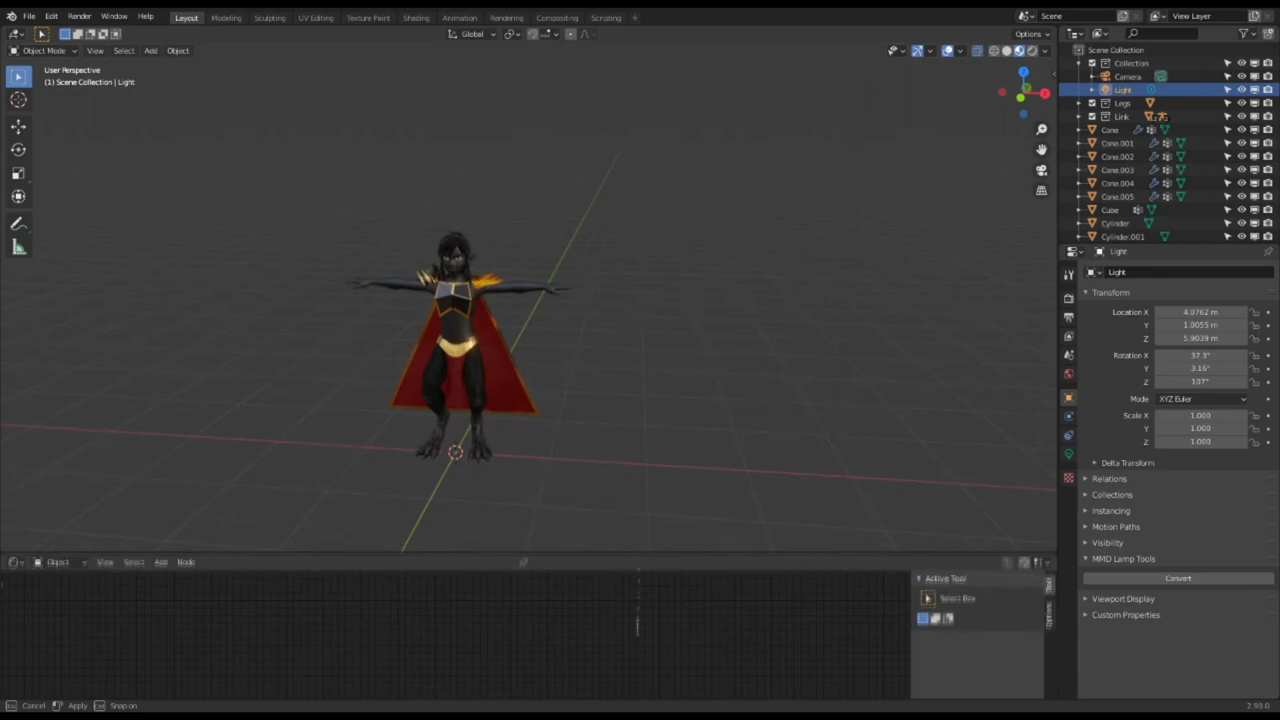 File Edit Render Window Help Layout Modeling Sculpting UV Editing Texture Paint Shading Animation Rendering Compositing Scripting + Scene View Layer
Global Options
Object Mode View Select Add Object
User Perspective
(1) Scene Collection | Light
Scene Collection
Collection
Camera
Light
Legs
Link
Cone
Cone.001
Cone.002
Cone.003
Cone.004
Cone.005
Cube
Cylinder
Cylinder.001
Light
Light
Transform
Location X 4.0762 m
Y 1.0055 m
Z 5.9039 m
Rotation X 37.3°
Y 3.16°
Z 107°
Mode XYZ Euler
Scale X 1.000
Y 1.000
Z 1.000
Delta Transform
Relations
Collections
Instancing
Motion Paths
Visibility
MMD Lamp Tools
Convert
Viewport Display
Custom Properties
Object View Select Add Node
Active Tool
Select Box
Tool
Options
Cancel Apply Snap on
2.90.0